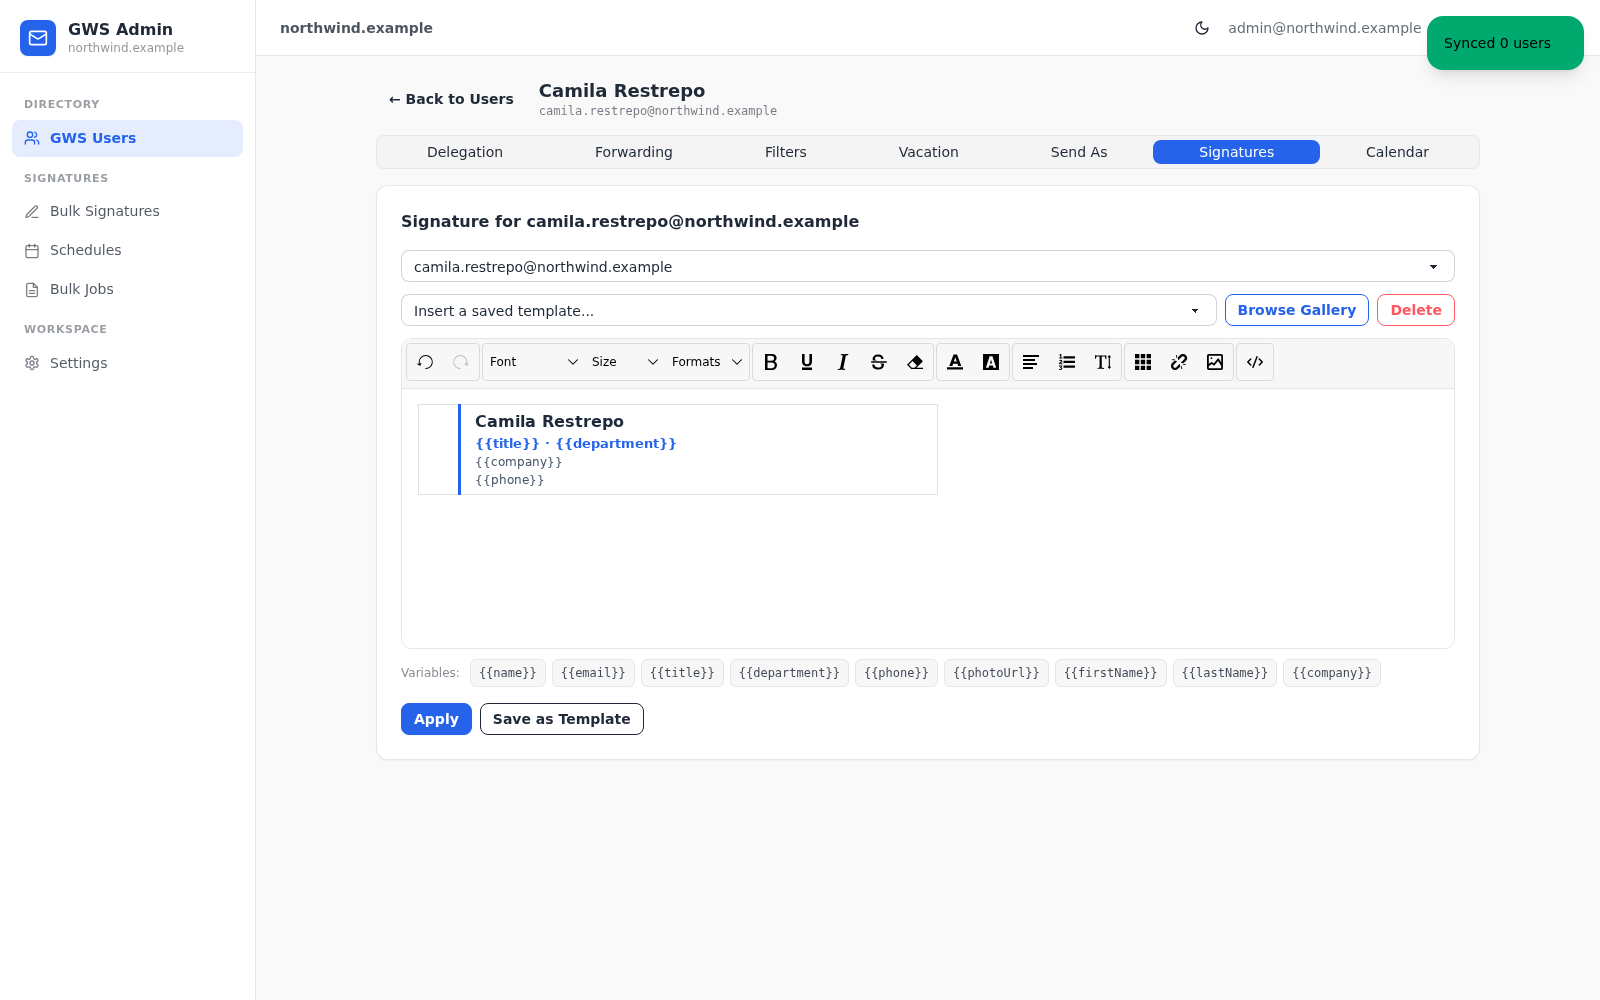 GWS Admin
northwind.example
DIRECTORY
GWS Users
SIGNATURES
Bulk Signatures
Schedules
Bulk Jobs
WORKSPACE
Settings
northwind.example
admin@northwind.example
Synced 0 users
← Back to Users
Camila Restrepo
camila.restrepo@northwind.example
Delegation Forwarding Filters Vacation Send As Signatures Calendar
Signature for camila.restrepo@northwind.example
camila.restrepo@northwind.example
Insert a saved template...
Browse Gallery
Delete
Font Size Formats
Camila Restrepo
{{title}} · {{department}}
{{company}}
{{phone}}
Variables: {{name}} {{email}} {{title}} {{department}} {{phone}} {{photoUrl}} {{firstName}} {{lastName}} {{company}}
Apply
Save as Template